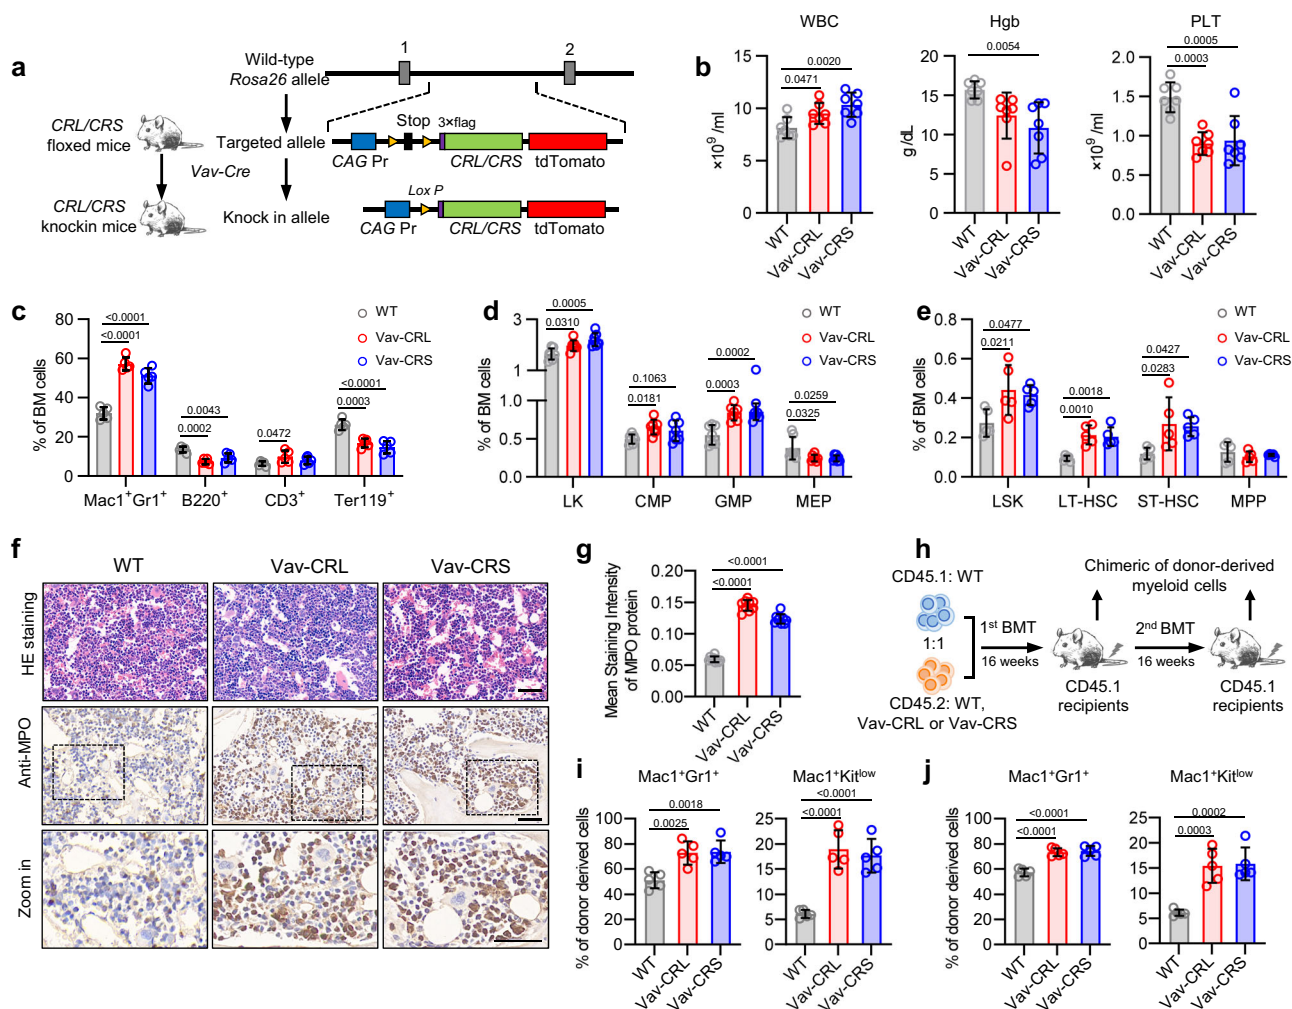 a
Wild-type
Rosa26 allele
1
2
CRL/CRS
floxed mice
Targeted allele
Stop
3×flag
CAG Pr
CRL/CRS
tdTomato
Vav-Cre
Lox P
CRL/CRS
knockin mice
Knock in allele
CAG Pr
CRL/CRS
tdTomato
b
WBC
×10⁹ /ml
15
10
5
0
0.0020
0.0471
WT
Vav-CRL
Vav-CRS
Hgb
g/dL
20
15
10
5
0
0.0054
WT
Vav-CRL
Vav-CRS
PLT
×10⁹ /ml
2.0
1.5
1.0
0.5
0.0
0.0005
0.0003
WT
Vav-CRL
Vav-CRS
c
% of BM cells
80
60
40
20
0
<0.0001
<0.0001
0.0043
0.0002
0.0472
<0.0001
0.0003
WT
Vav-CRL
Vav-CRS
Mac1⁺Gr1⁺
B220⁺
CD3⁺
Ter119⁺
d
% of BM cells
3
1
1.0
0.5
0.0
0.0005
0.0310
0.1063
0.0181
0.0002
0.0003
0.0259
0.0325
WT
Vav-CRL
Vav-CRS
LK
CMP
GMP
MEP
e
% of BM cells
0.8
0.6
0.4
0.2
0.0
0.0477
0.0211
0.0018
0.0010
0.0427
0.0283
WT
Vav-CRL
Vav-CRS
LSK
LT-HSC
ST-HSC
MPP
f
WT
Vav-CRL
Vav-CRS
HE staining
Anti-MPO
Zoom in
g
Mean Staining Intensity
of MPO protein
0.20
0.15
0.10
0.05
0.00
<0.0001
<0.0001
WT
Vav-CRL
Vav-CRS
h
CD45.1: WT
1:1
CD45.2: WT,
Vav-CRL or Vav-CRS
1ˢᵗ BMT
16 weeks
Chimeric of donor-derived
myeloid cells
2ⁿᵈ BMT
16 weeks
CD45.1
recipients
CD45.1
recipients
i
% of donor derived cells
Mac1⁺Gr1⁺
100
80
60
40
20
0
0.0018
0.0025
WT
Vav-CRL
Vav-CRS
Mac1⁺Kitˡᵒʷ
25
20
15
10
5
0
<0.0001
<0.0001
WT
Vav-CRL
Vav-CRS
j
% of donor derived cells
Mac1⁺Gr1⁺
100
80
60
40
20
0
<0.0001
<0.0001
WT
Vav-CRL
Vav-CRS
Mac1⁺Kitˡᵒʷ
25
20
15
10
5
0
0.0002
0.0003
WT
Vav-CRL
Vav-CRS